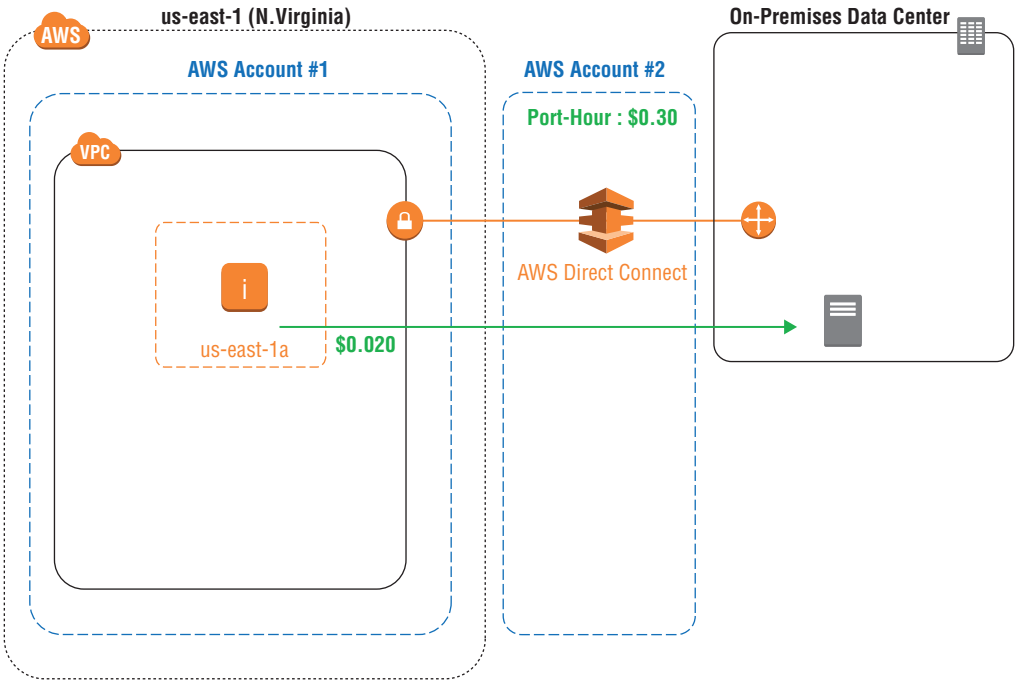 us-east-1 (N.Virginia)
On-Premises Data Center
AWS
AWS Account #1
AWS Account #2
Port-Hour : $0.30
VPC
AWS Direct Connect
i
us-east-1a
$0.020